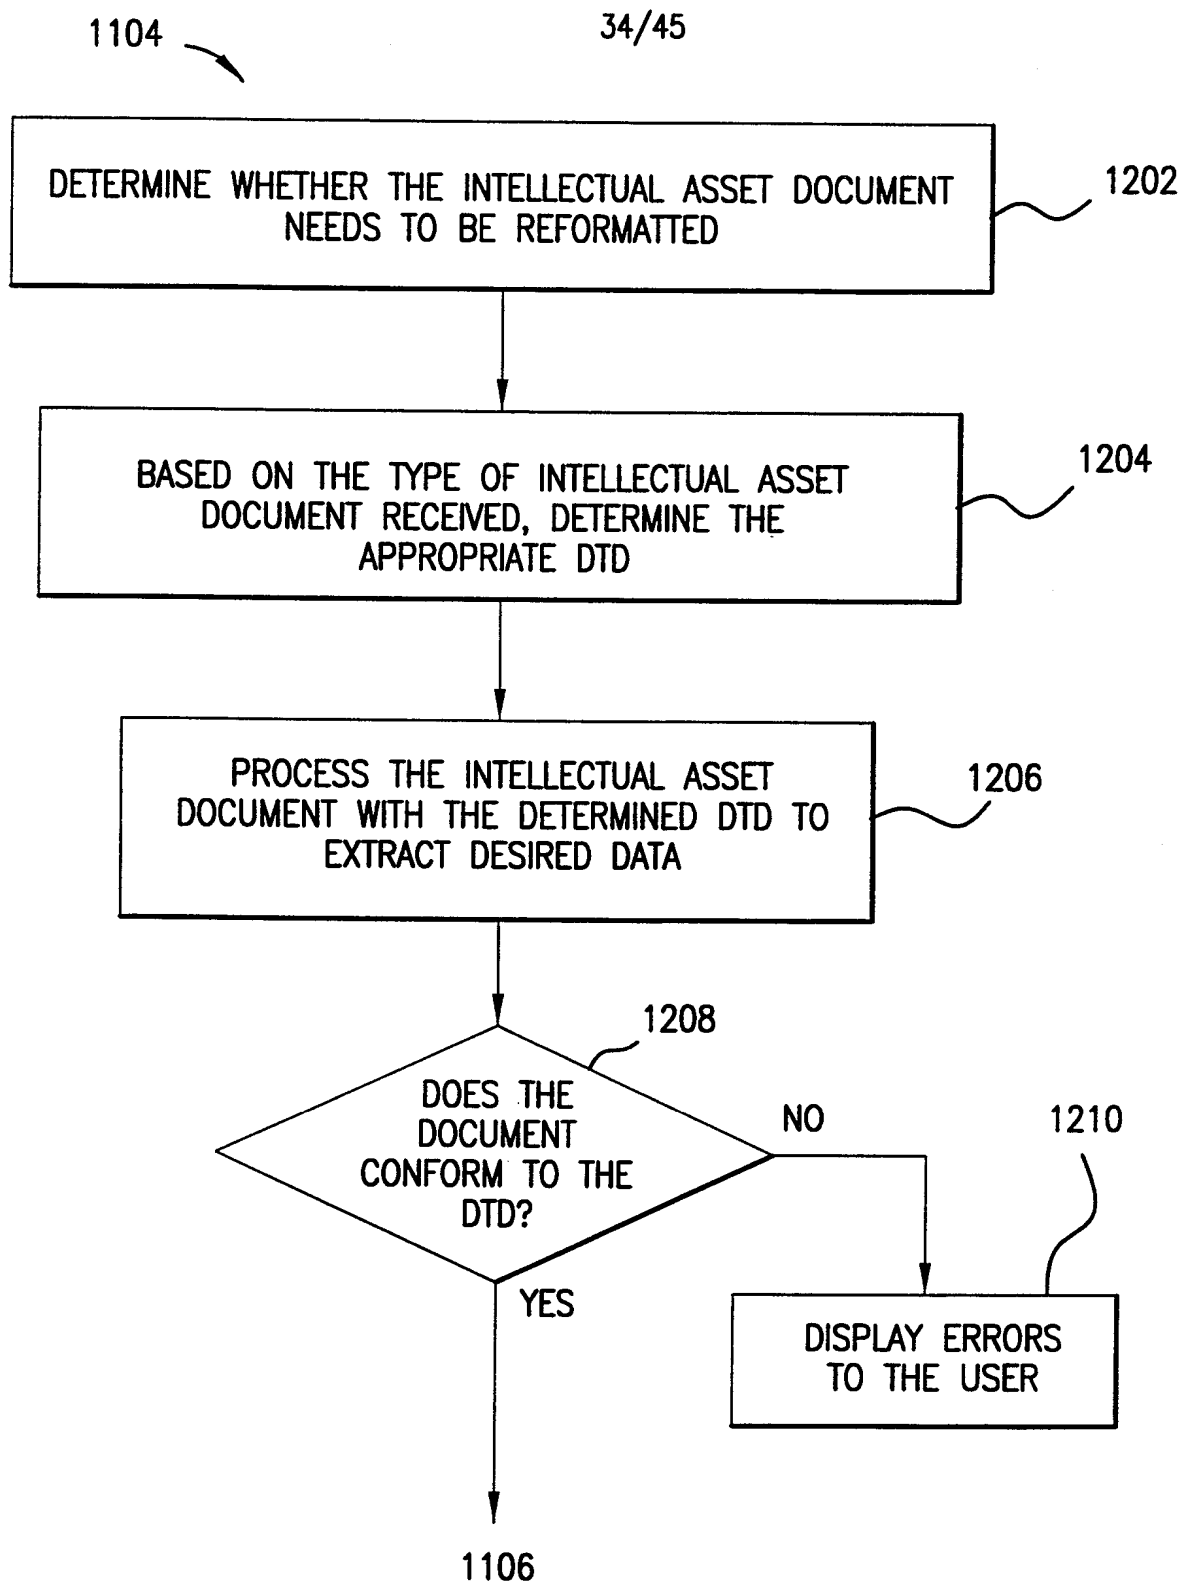 1104
34/45
DETERMINE WHETHER THE INTELLECTUAL ASSET DOCUMENT
NEEDS TO BE REFORMATTED
1202
BASED ON THE TYPE OF INTELLECTUAL ASSET
DOCUMENT RECEIVED, DETERMINE THE
APPROPRIATE DTD
1204
PROCESS THE INTELLECTUAL ASSET
DOCUMENT WITH THE DETERMINED DTD TO
EXTRACT DESIRED DATA
1206
1208
DOES THE
DOCUMENT
CONFORM TO THE
DTD?
NO
1210
YES
DISPLAY ERRORS
TO THE USER
1106